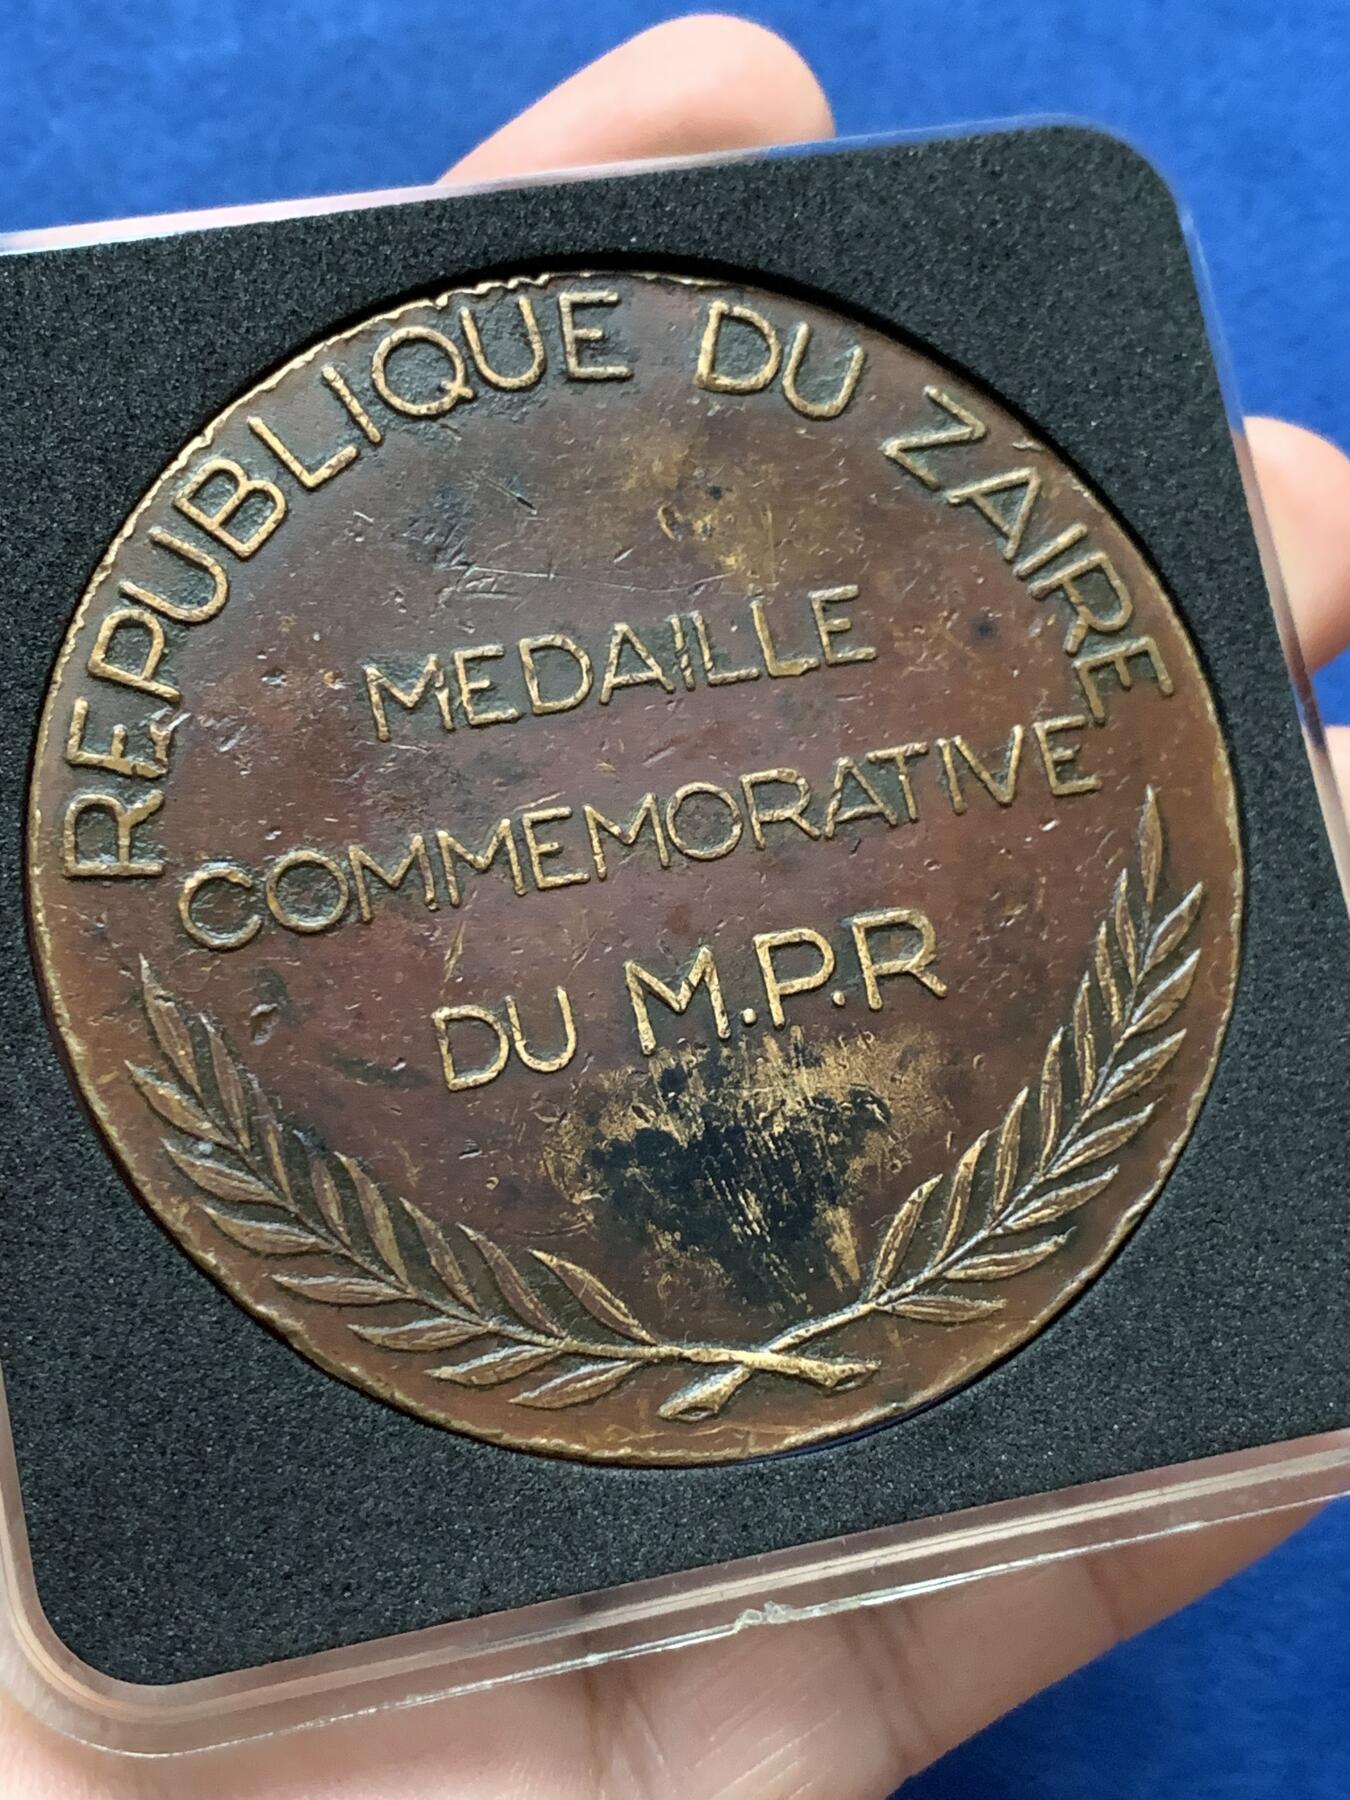 REPUBLIQUE DU ZAIRE
MEDAILLE
COMMEMORATIVE
DU M.P.R